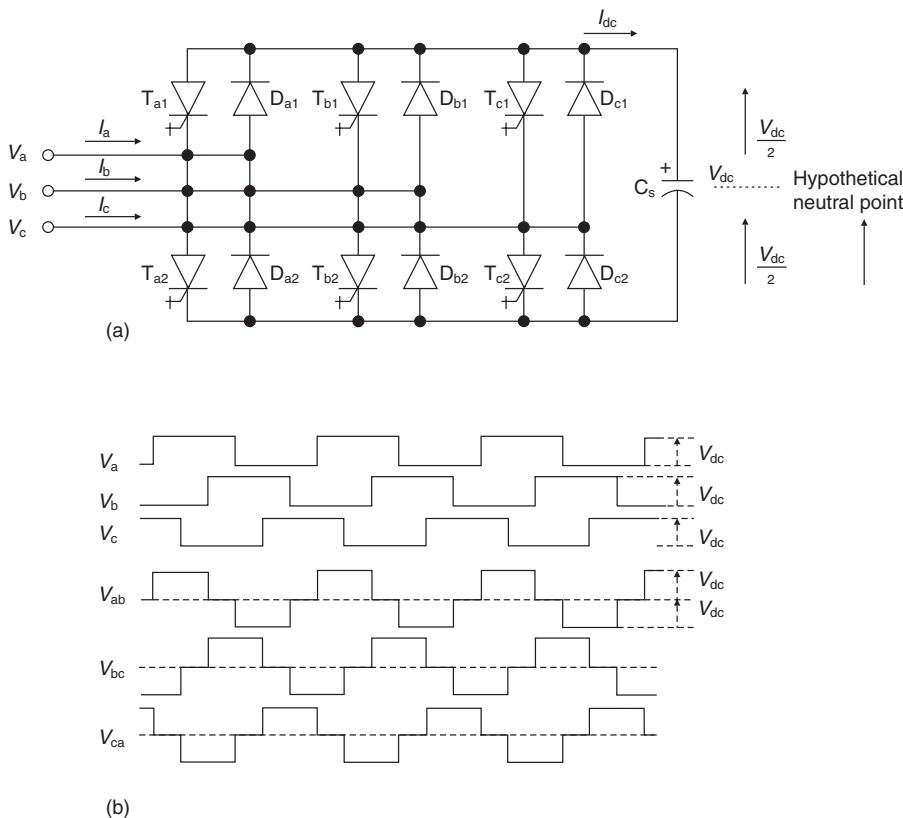 I_dc
T_a1 D_a1 T_b1 D_b1 T_c1 D_c1
I_a
V_a
I_b
V_b
I_c
V_c
V_dc/2
+
C_s
V_dc
Hypothetical
neutral point
V_dc/2
T_a2 D_a2 T_b2 D_b2 T_c2 D_c2
(a)
V_a V_dc
V_b V_dc
V_c V_dc
V_ab V_dc
V_dc
V_bc
V_ca
(b)